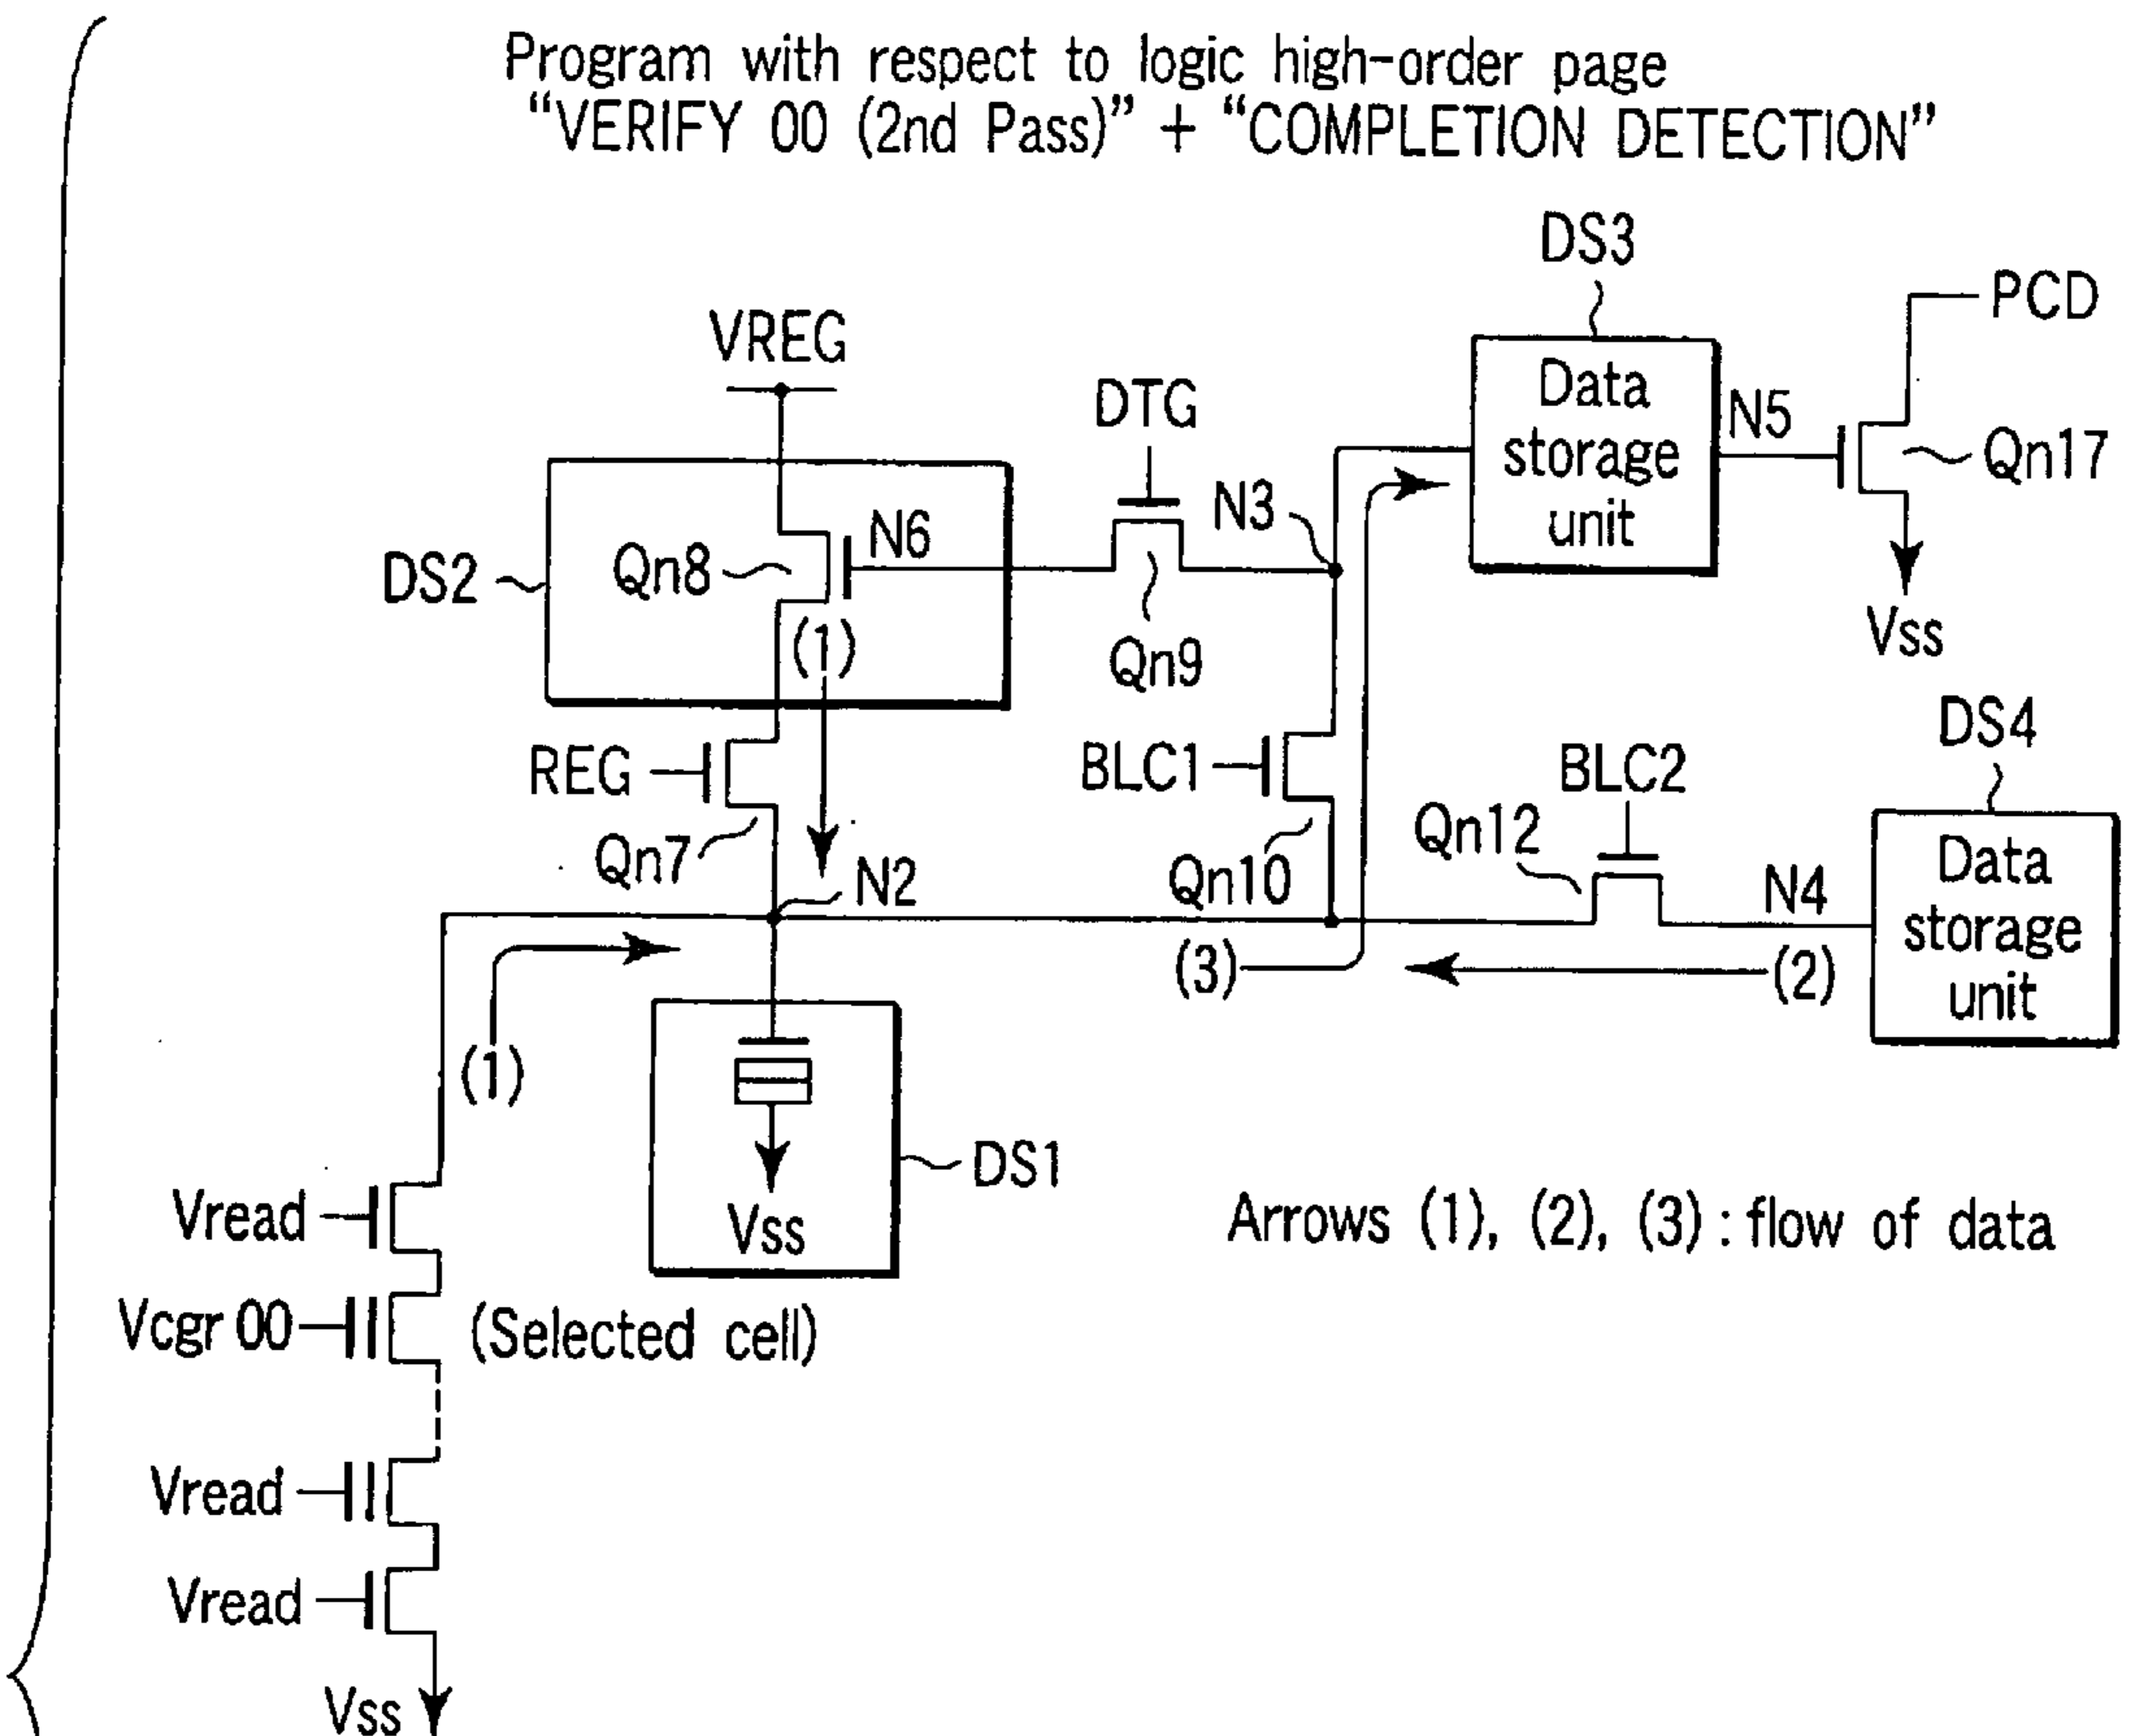 Program with respect to logic high-order page
“VERIFY 00 (2nd Pass)” + “COMPLETION DETECTION”
DS3
PCD
VREG
DTG
Data
storage
unit
N5
Qn17
N3
N6
Qn8
DS2
Qn9
Vss
(1)
DS4
REG
BLC1
BLC2
Qn7
N2
Qn10
Qn12
N4
Data
storage
unit
(3)
(2)
(1)
DS1
Vss
Vread
Arrows (1), (2), (3) : flow of data
Vcgr 00
(Selected cell)
Vread
Vread
Vss